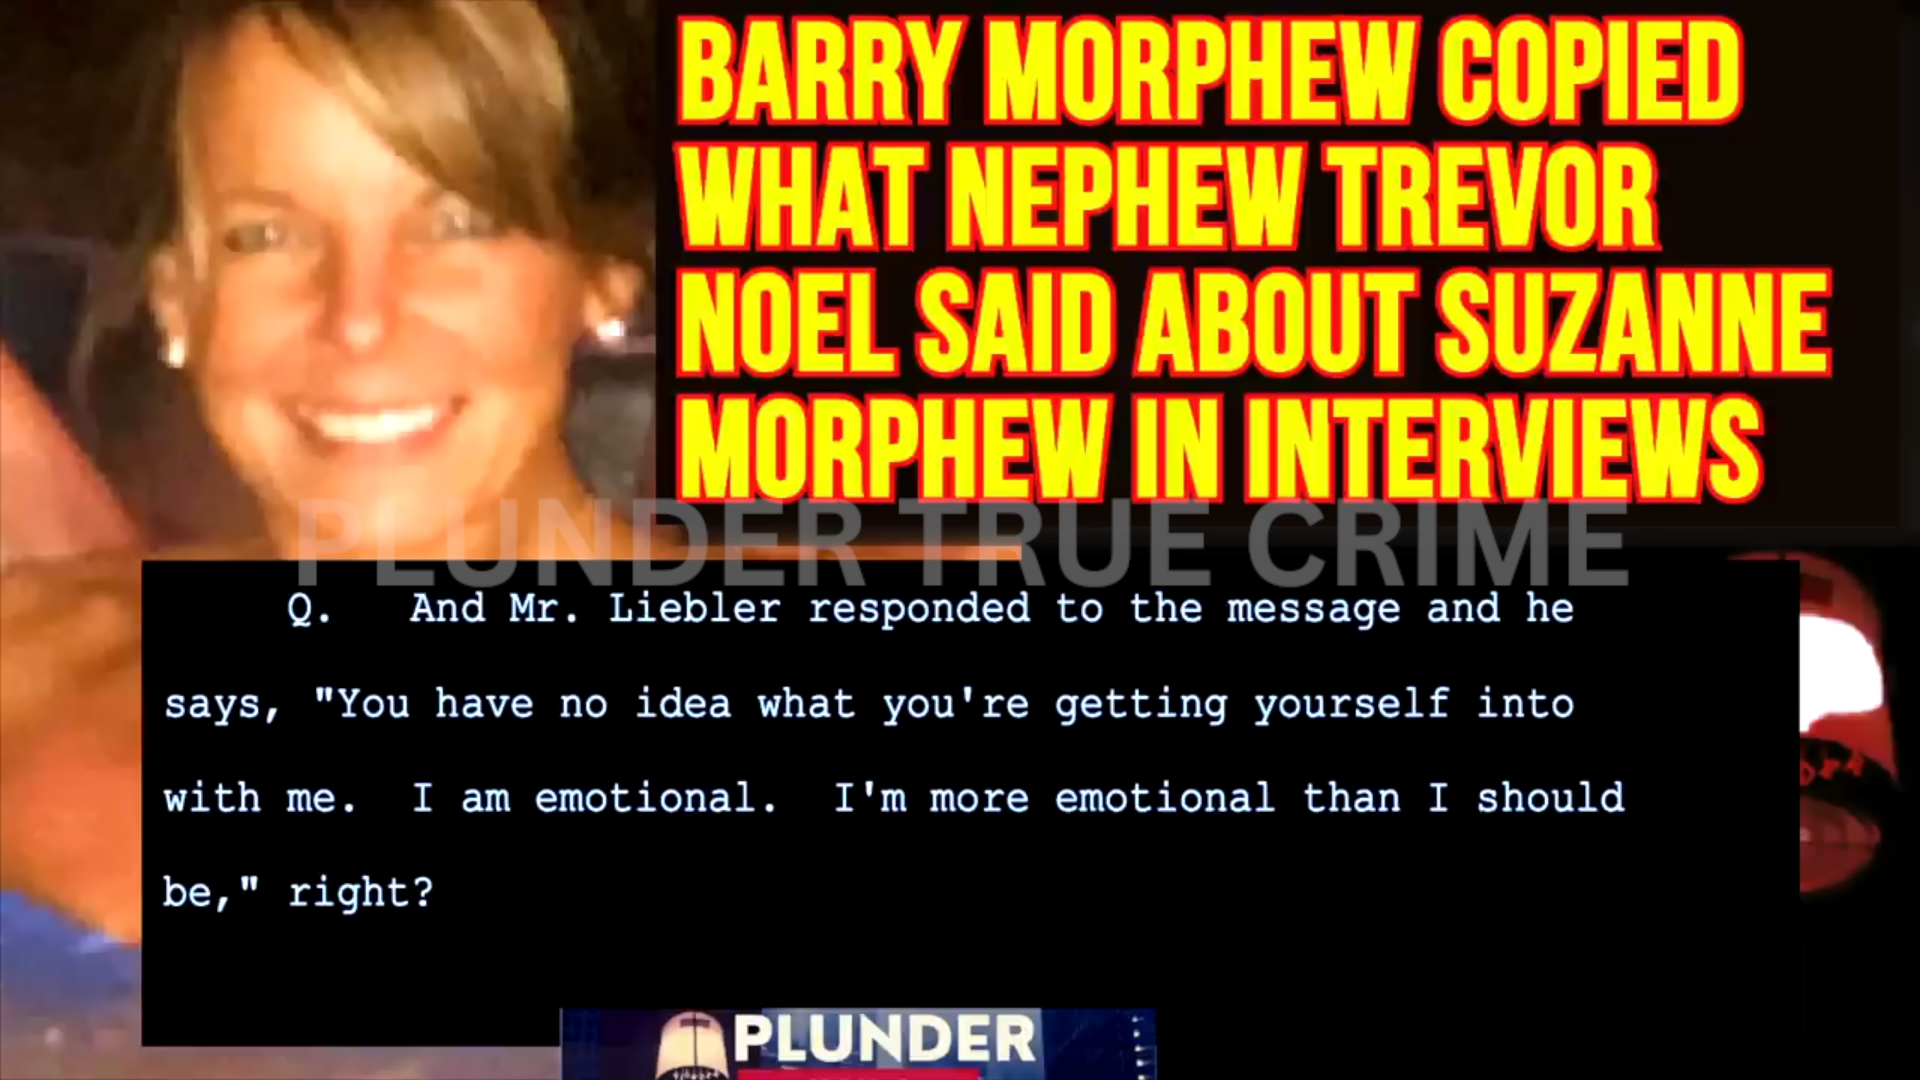 BARRY MORPHEW COPIED
WHAT NEPHEW TREVOR
NOEL SAID ABOUT SUZANNE
MORPHEW IN INTERVIEWS
PLUNDER TRUE CRIME
Q. And Mr. Liebler responded to the message and he
says, "You have no idea what you're getting yourself into
with me. I am emotional. I'm more emotional than I should
be," right?
PLUNDER